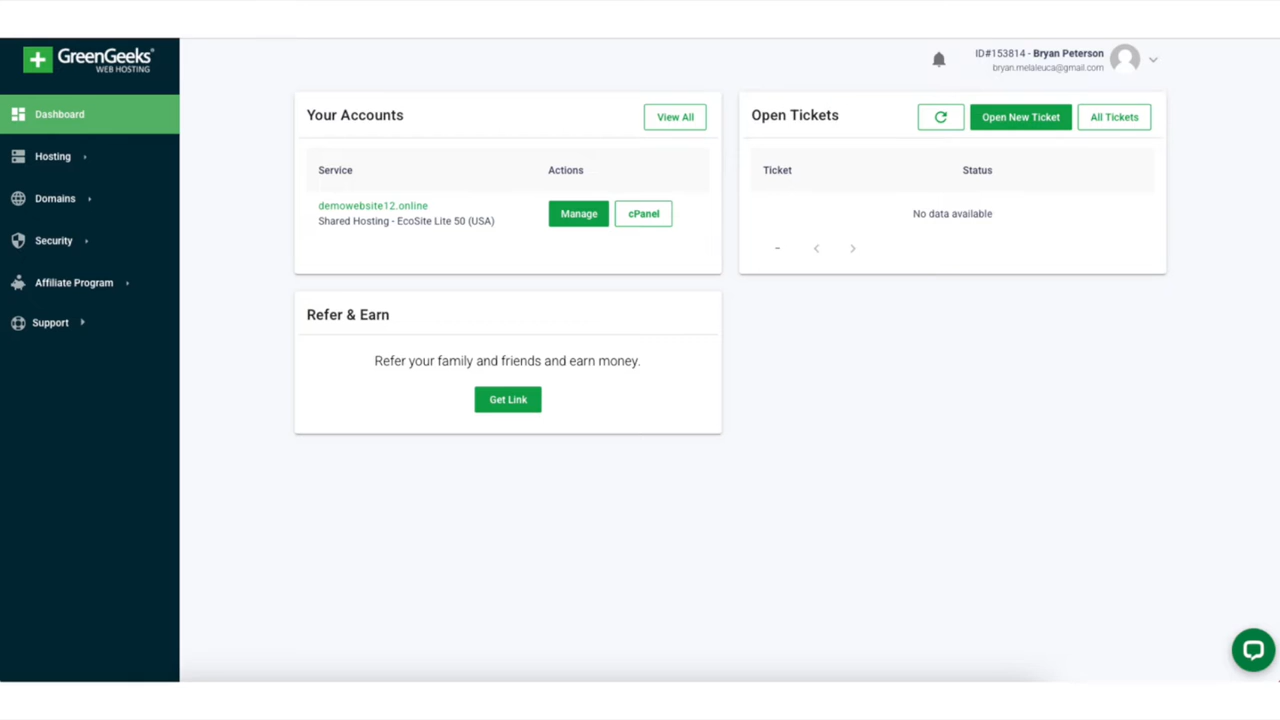 GreenGeeks®
WEB HOSTING
Dashboard
Hosting
Domains
Security
Affiliate Program
Support
ID#153814 - Bryan Peterson
bryan.melaleuca@gmail.com
Your Accounts
View All
Service
Actions
demowebsite12.online
Shared Hosting - EcoSite Lite 50 (USA)
Manage
cPanel
Open Tickets
Open New Ticket
All Tickets
Ticket
Status
No data available
–
Refer & Earn
Refer your family and friends and earn money.
Get Link